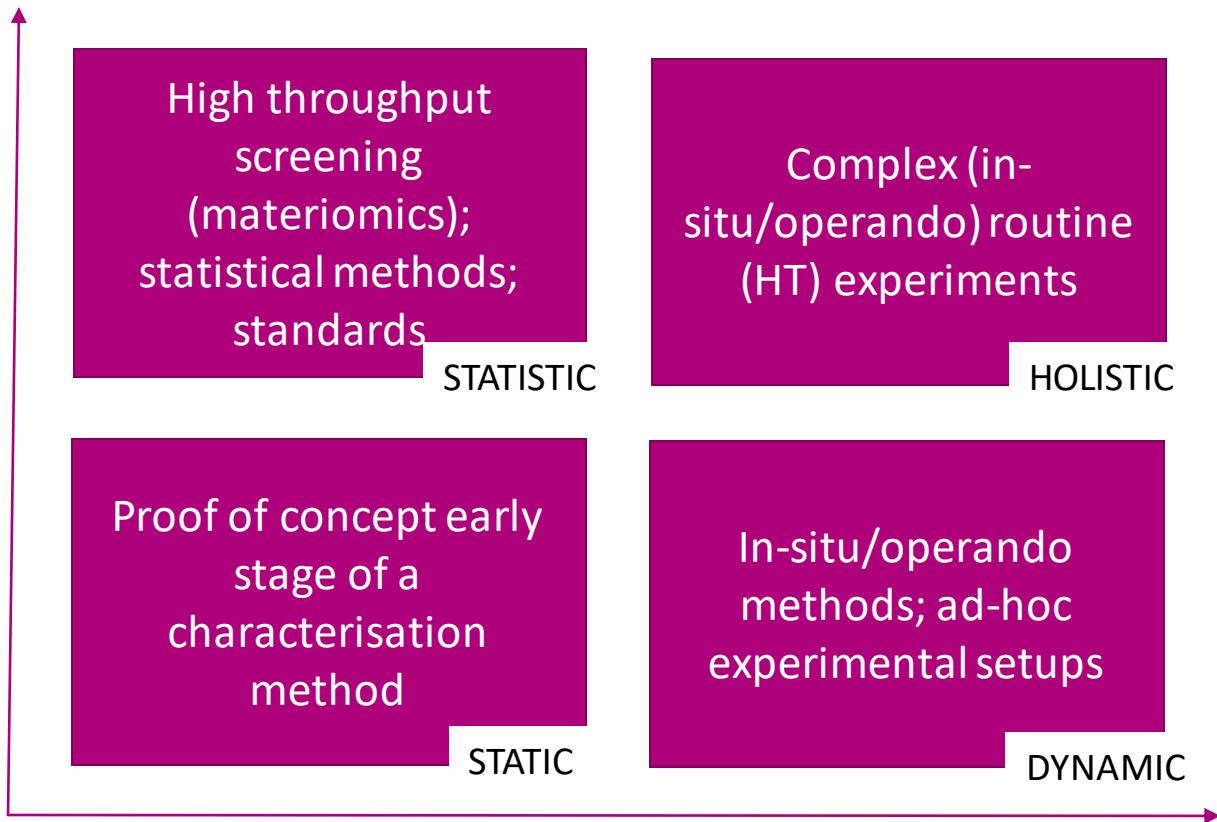 High throughput
screening
(materiomics);
statistical methods;
standards
STATISTIC
Complex (in-
situ/operando) routine
(HT) experiments
HOLISTIC
Proof of concept early
stage of a
characterisation
method
STATIC
In-situ/operando
methods; ad-hoc
experimental setups
DYNAMIC